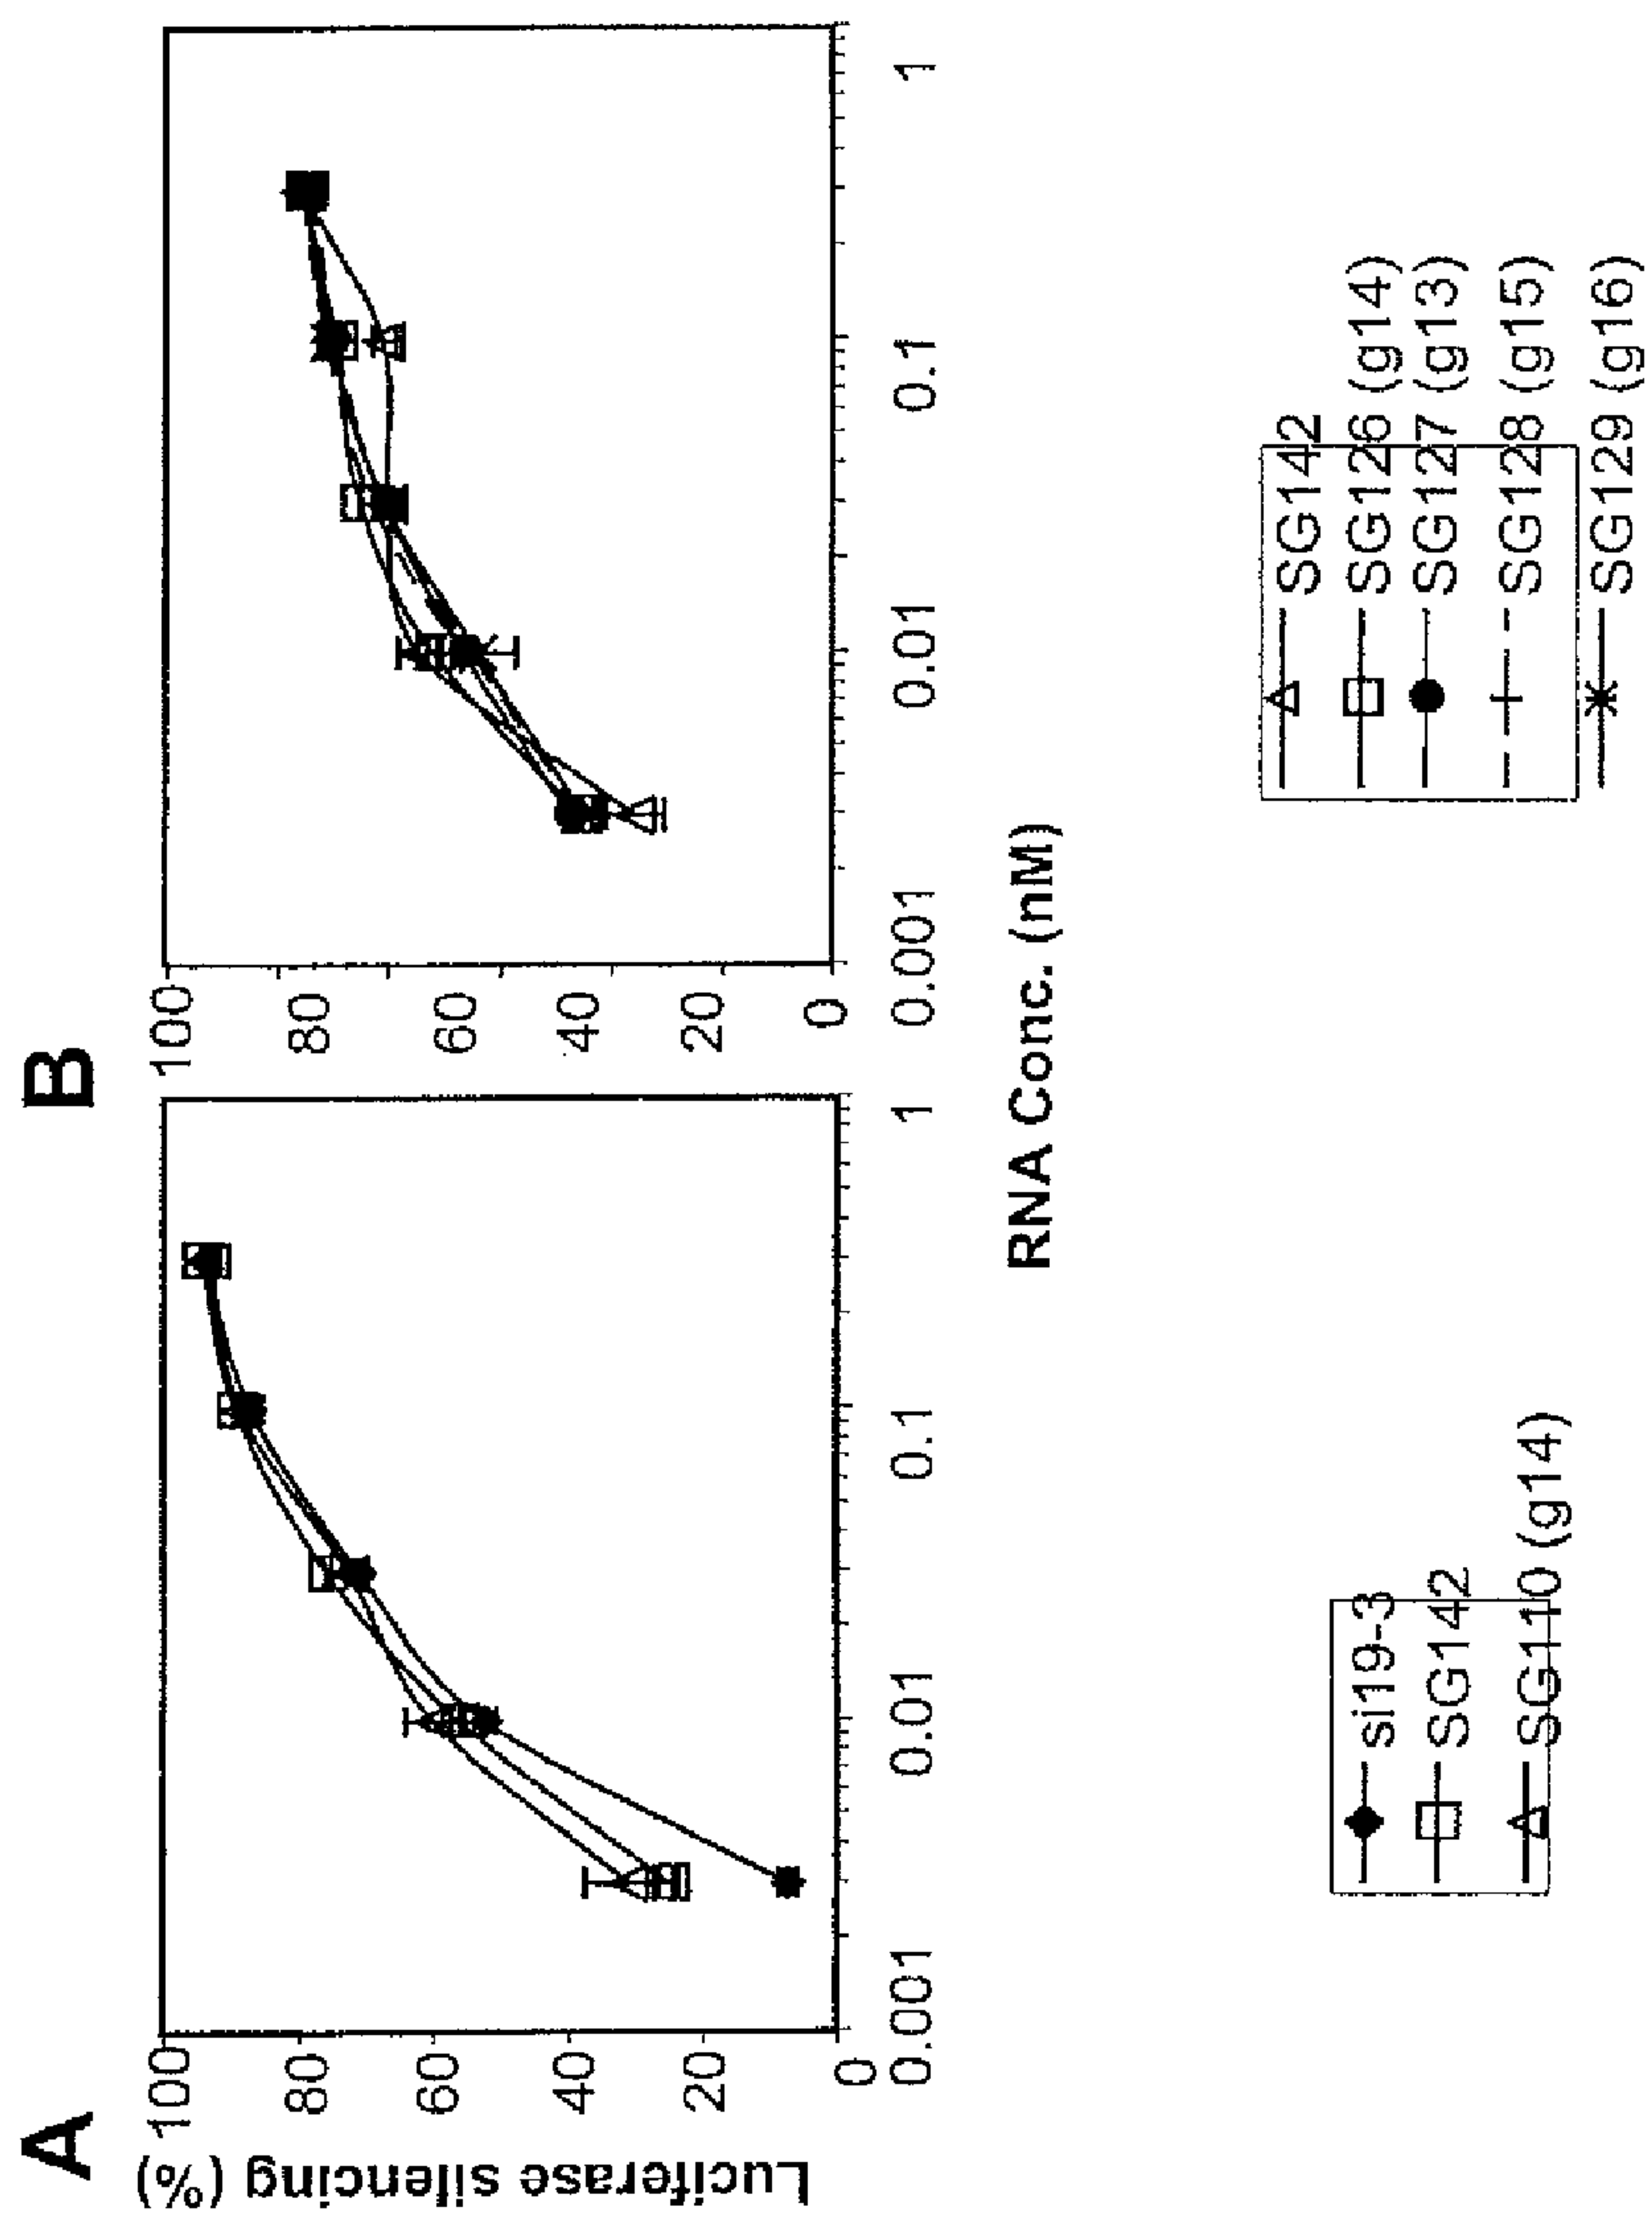 A
B
Luciferase silencing (%)
100
80
60
40
20
0
0.001
0.01
0.1
1
100
80
60
40
20
0
0.001
0.01
0.1
1
RNA Conc. (nM)
si19-3
SG142
SG110 (g14)
SG142
SG126 (g14)
SG127 (g13)
SG128 (g15)
SG129 (g16)